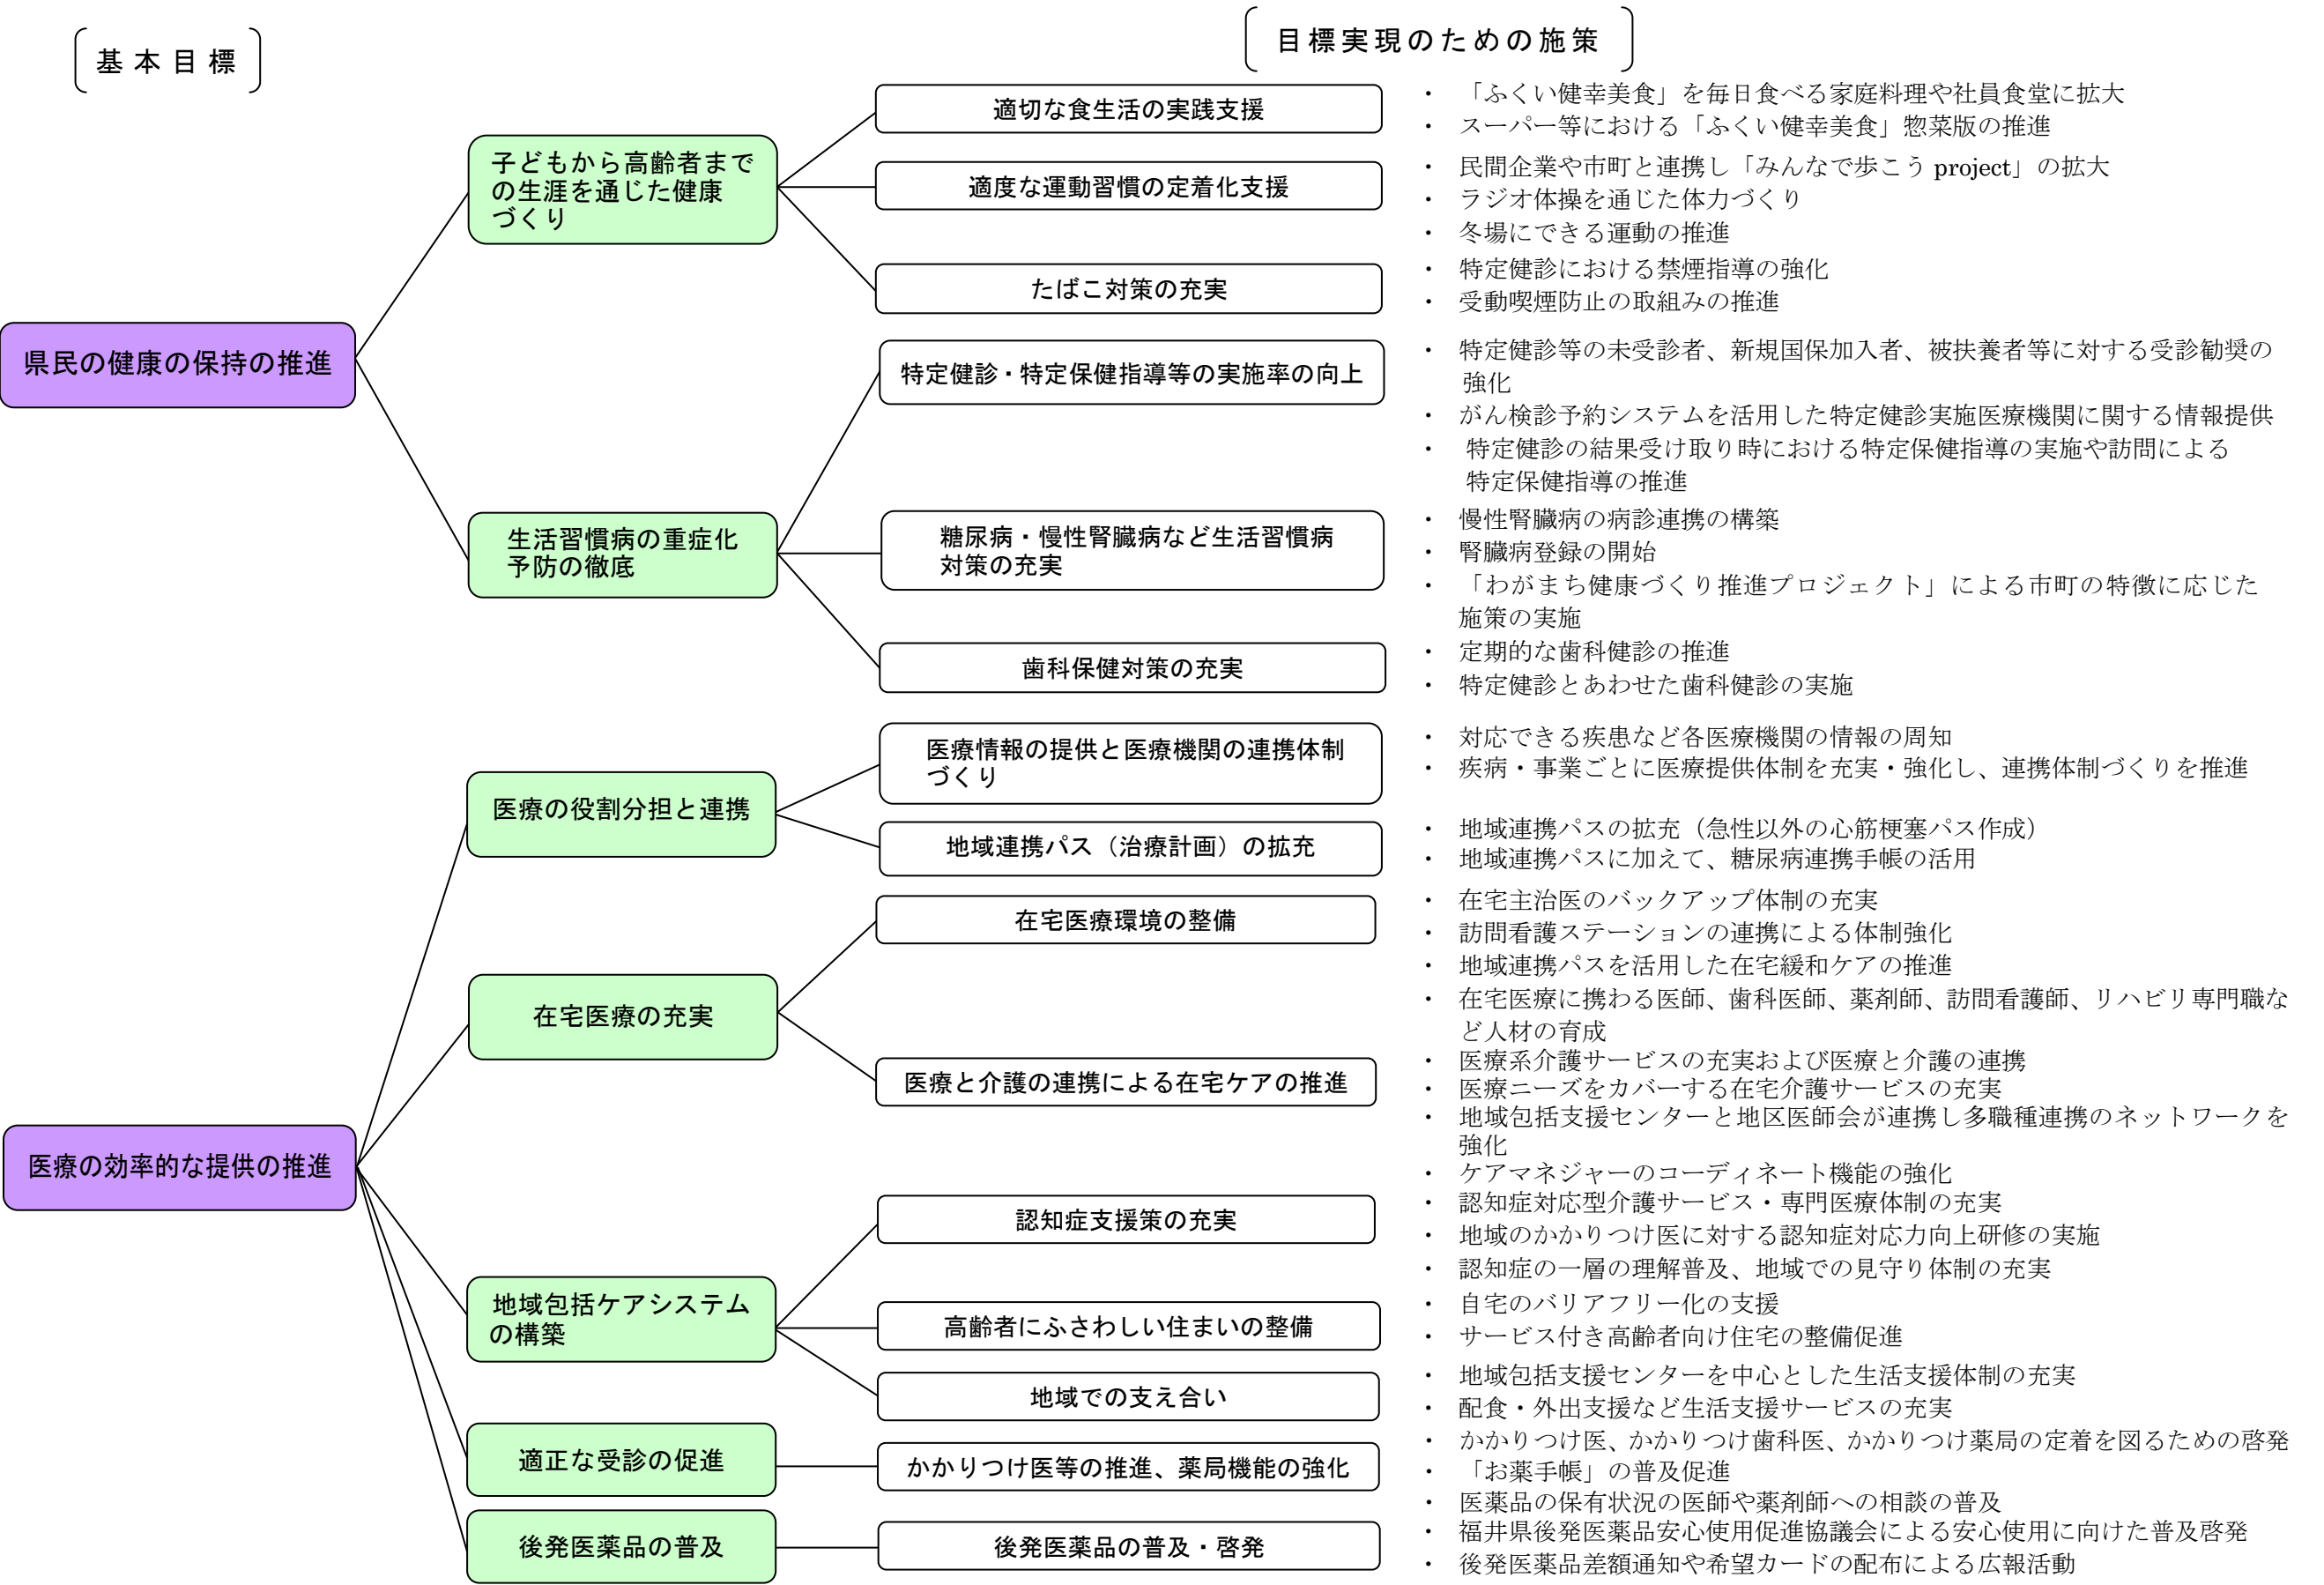 基本目標
目標実現のための施策
県民の健康の保持の推進
子どもから高齢者まで
の生涯を通じた健康
づくり
適切な食生活の実践支援
・ 「ふくい健幸美食」を毎日食べる家庭料理や社員食堂に拡大
・ スーパー等における「ふくい健幸美食」惣菜版の推進
適度な運動習慣の定着化支援
・ 民間企業や市町と連携し「みんなで歩こう project」の拡大
・ ラジオ体操を通じた体力づくり
・ 冬場にできる運動の推進
たばこ対策の充実
・ 特定健診における禁煙指導の強化
・ 受動喫煙防止の取組みの推進
生活習慣病の重症化
予防の徹底
特定健診・特定保健指導等の実施率の向上
・ 特定健診等の未受診者、新規国保加入者、被扶養者等に対する受診勧奨の
強化
・ がん検診予約システムを活用した特定健診実施医療機関に関する情報提供
・ 特定健診の結果受け取り時における特定保健指導の実施や訪問による
特定保健指導の推進
糖尿病・慢性腎臓病など生活習慣病
対策の充実
・ 慢性腎臓病の病診連携の構築
・ 腎臓病登録の開始
・ 「わがまち健康づくり推進プロジェクト」による市町の特徴に応じた
施策の実施
歯科保健対策の充実
・ 定期的な歯科健診の推進
・ 特定健診とあわせた歯科健診の実施
医療の効率的な提供の推進
医療の役割分担と連携
医療情報の提供と医療機関の連携体制
づくり
・ 対応できる疾患など各医療機関の情報の周知
・ 疾病・事業ごとに医療提供体制を充実・強化し、連携体制づくりを推進
地域連携パス（治療計画）の拡充
・ 地域連携パスの拡充（急性以外の心筋梗塞パス作成）
・ 地域連携パスに加えて、糖尿病連携手帳の活用
在宅医療の充実
在宅医療環境の整備
・ 在宅主治医のバックアップ体制の充実
・ 訪問看護ステーションの連携による体制強化
・ 地域連携パスを活用した在宅緩和ケアの推進
・ 在宅医療に携わる医師、歯科医師、薬剤師、訪問看護師、リハビリ専門職な
ど人材の育成
医療と介護の連携による在宅ケアの推進
・ 医療系介護サービスの充実および医療と介護の連携
・ 医療ニーズをカバーする在宅介護サービスの充実
・ 地域包括支援センターと地区医師会が連携し多職種連携のネットワークを
強化
・ ケアマネジャーのコーディネート機能の強化
地域包括ケアシステム
の構築
認知症支援策の充実
・ 認知症対応型介護サービス・専門医療体制の充実
・ 地域のかかりつけ医に対する認知症対応力向上研修の実施
・ 認知症の一層の理解普及、地域での見守り体制の充実
高齢者にふさわしい住まいの整備
・ 自宅のバリアフリー化の支援
・ サービス付き高齢者向け住宅の整備促進
地域での支え合い
・ 地域包括支援センターを中心とした生活支援体制の充実
・ 配食・外出支援など生活支援サービスの充実
適正な受診の促進
かかりつけ医等の推進、薬局機能の強化
・ かかりつけ医、かかりつけ歯科医、かかりつけ薬局の定着を図るための啓発
・ 「お薬手帳」の普及促進
・ 医薬品の保有状況の医師や薬剤師への相談の普及
後発医薬品の普及
後発医薬品の普及・啓発
・ 福井県後発医薬品安心使用促進協議会による安心使用に向けた普及啓発
・ 後発医薬品差額通知や希望カードの配布による広報活動